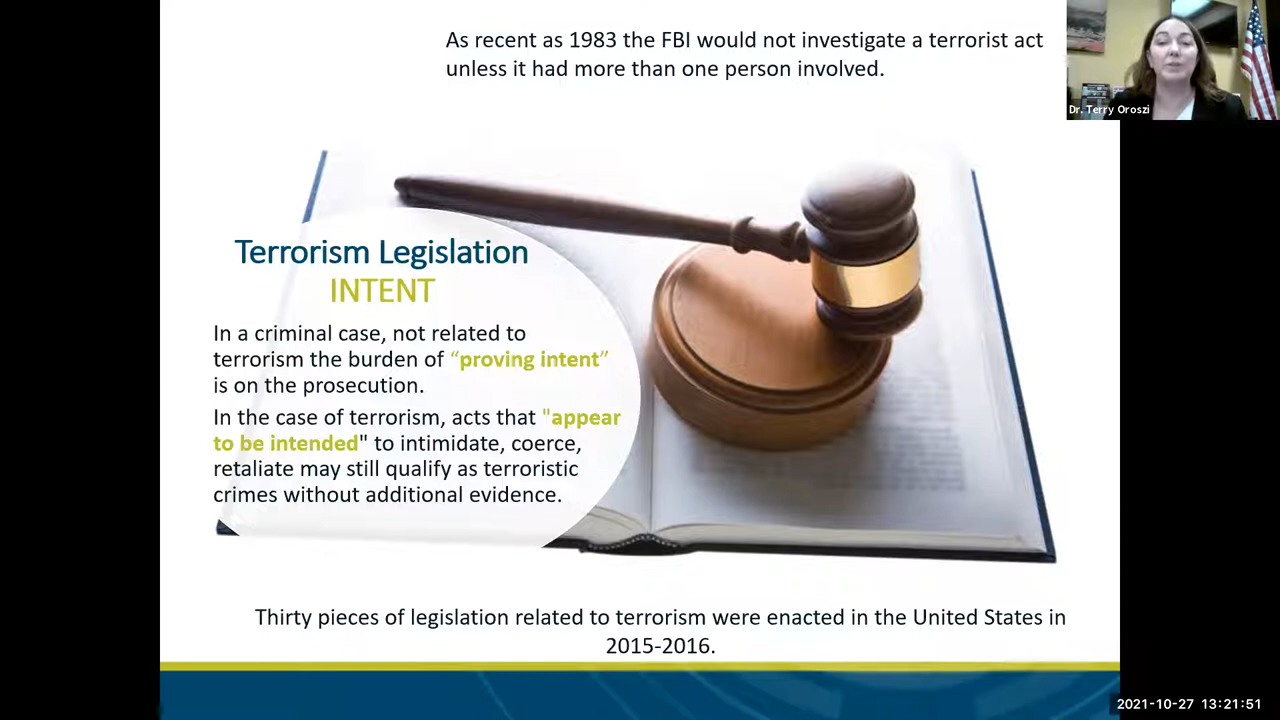 As recent as 1983 the FBI would not investigate a terrorist act
unless it had more than one person involved.
Dr. Terry Oroszi
Terrorism Legislation
INTENT
In a criminal case, not related to
terrorism the burden of “proving intent”
is on the prosecution.
In the case of terrorism, acts that "appear
to be intended" to intimidate, coerce,
retaliate may still qualify as terroristic
crimes without additional evidence.
Thirty pieces of legislation related to terrorism were enacted in the United States in
2015-2016.
2021-10-27 13:21:51